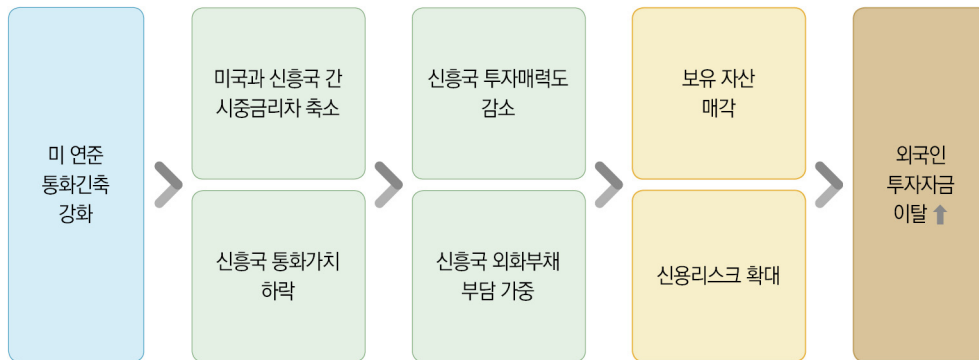 미 연준
통화긴축
강화
미국과 신흥국 간
시중금리차 축소
신흥국 통화가치
하락
신흥국 투자매력도
감소
신흥국 외화부채
부담 가중
보유 자산
매각
신용리스크 확대
외국인
투자자금
이탈 ⬆